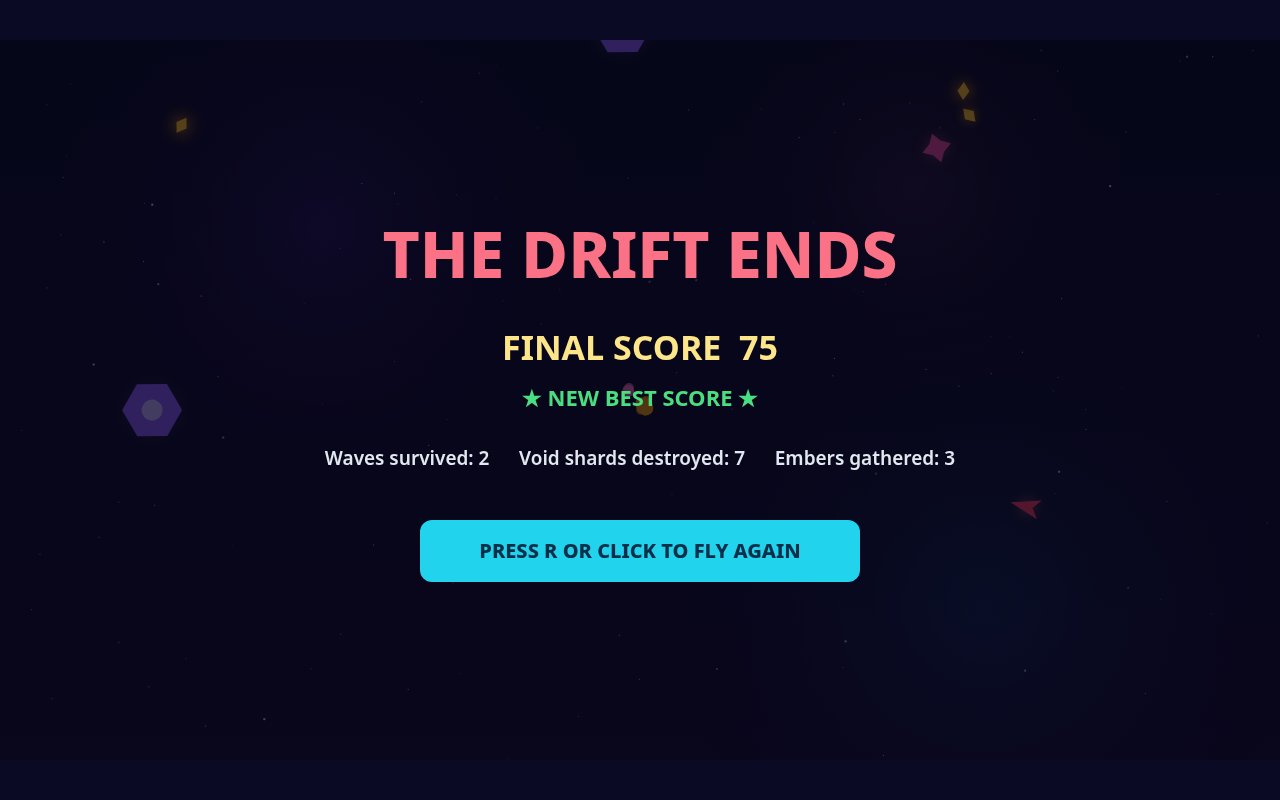 THE DRIFT ENDS
FINAL SCORE 75
★ NEW BEST SCORE ★
Waves survived: 2 Void shards destroyed: 7 Embers gathered: 3
PRESS R OR CLICK TO FLY AGAIN